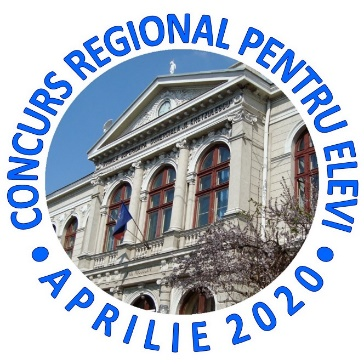 CONCURS REGIONAL PENTRU ELEVI
• APRILIE 2020 •